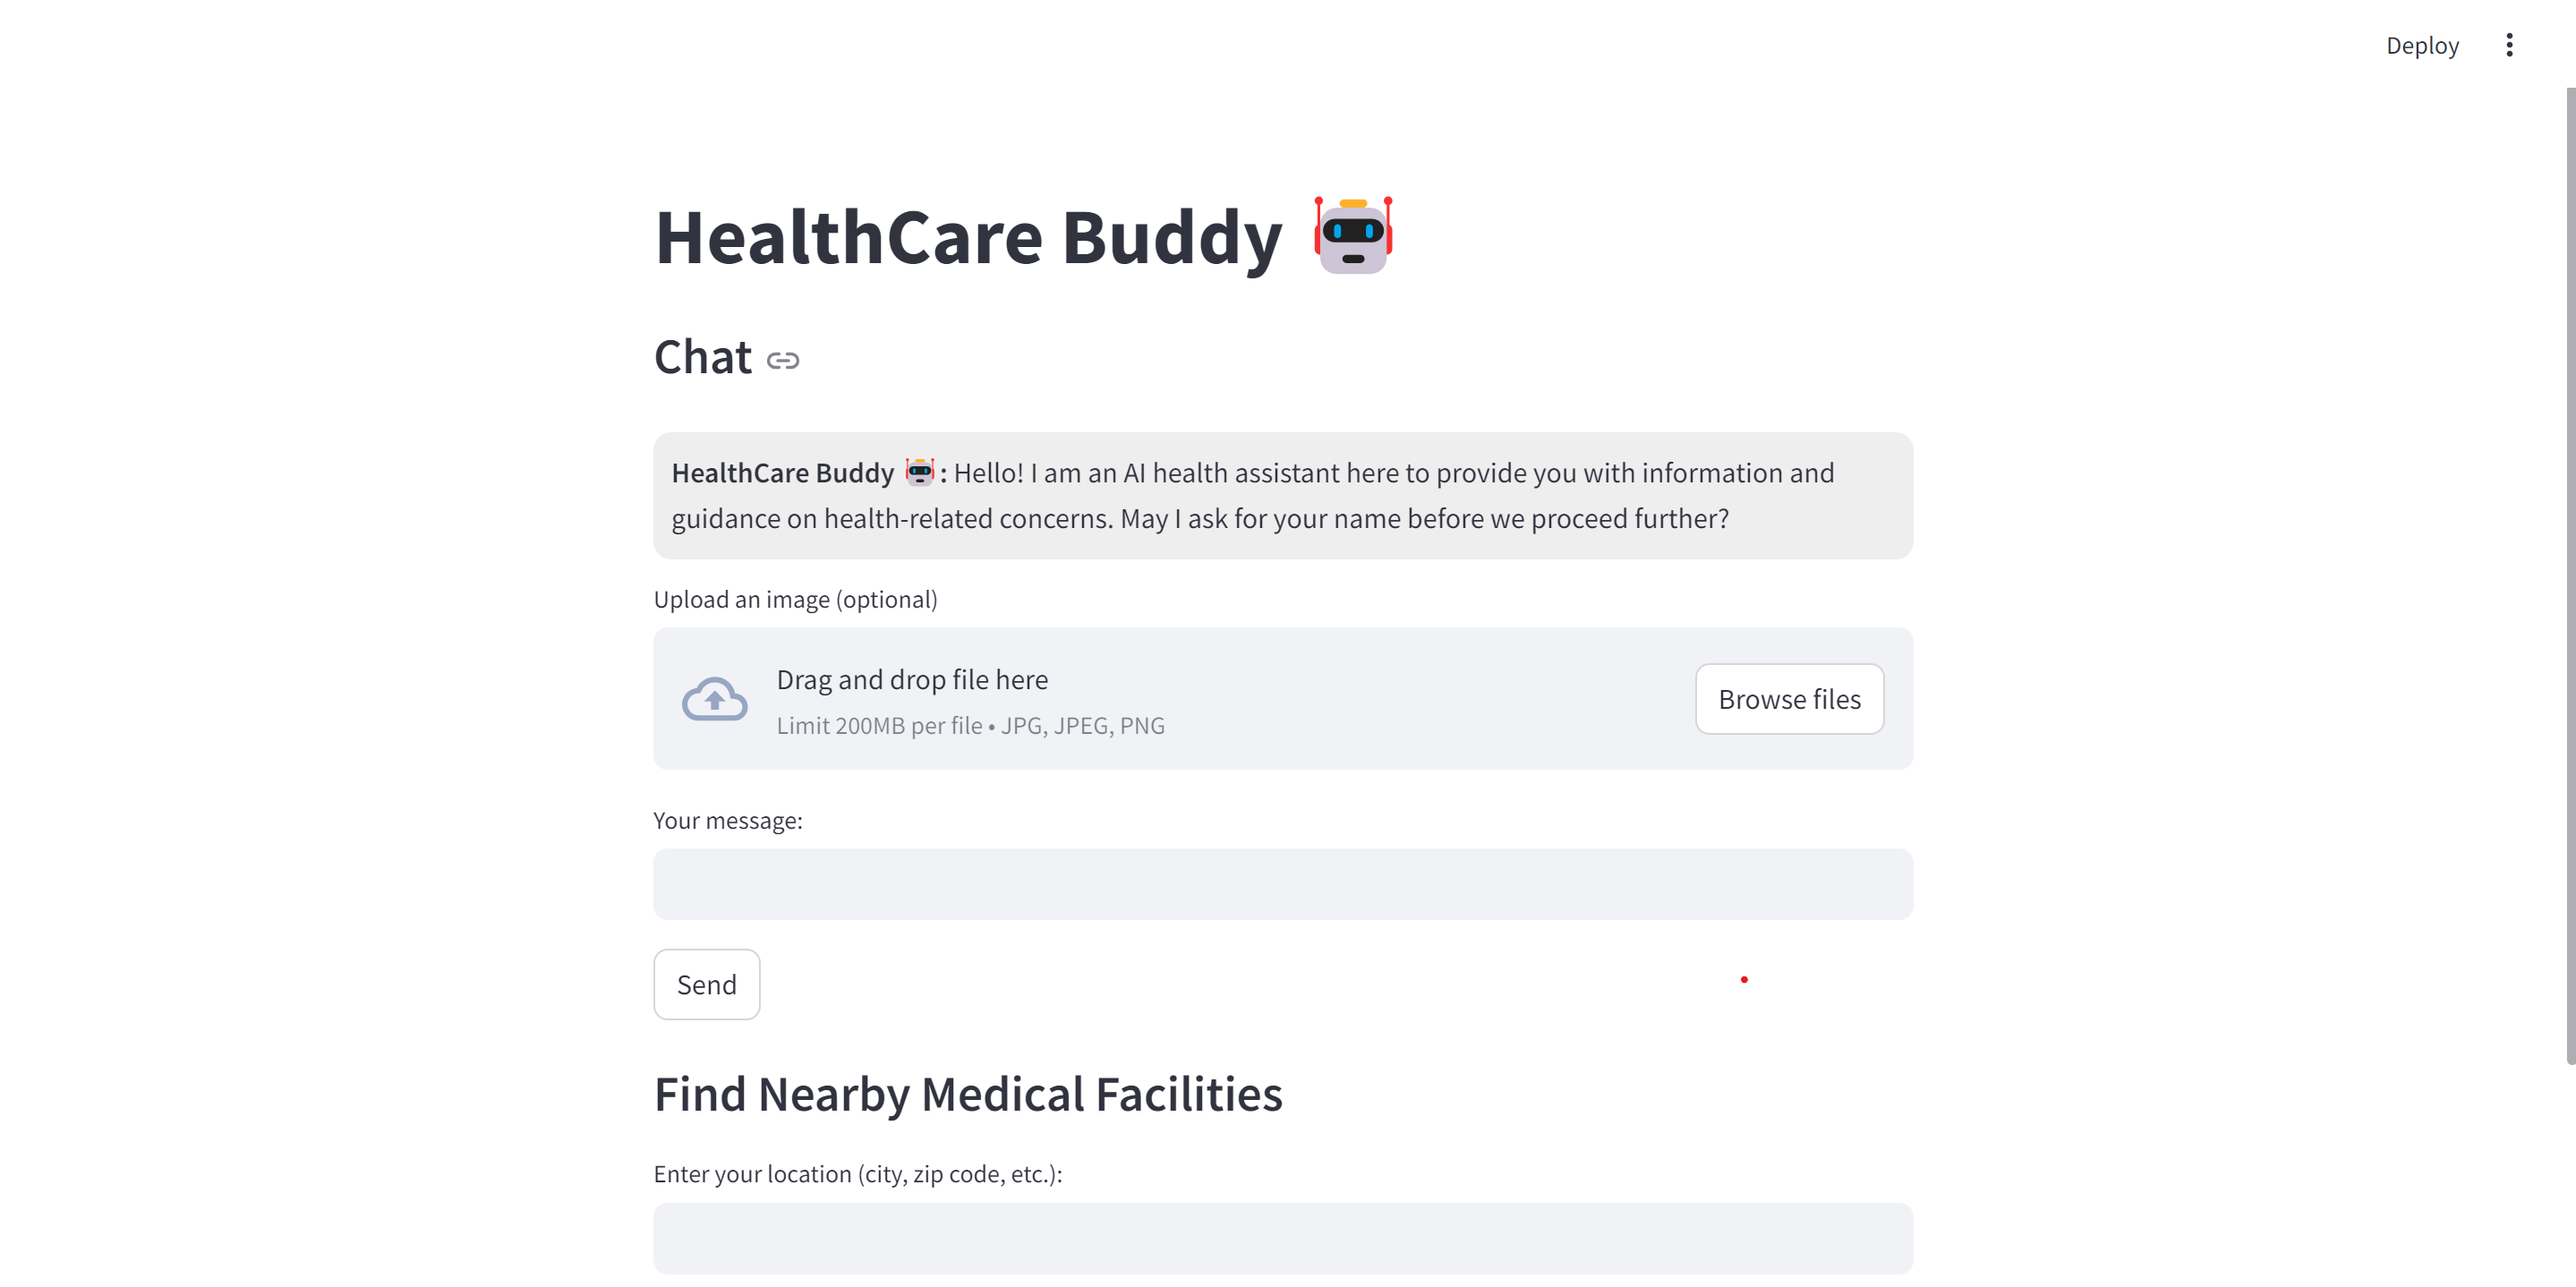 Deploy
HealthCare Buddy
Chat
HealthCare Buddy : Hello! I am an AI health assistant here to provide you with information and
guidance on health-related concerns. May I ask for your name before we proceed further?
Upload an image (optional)
Drag and drop file here
Limit 200MB per file • JPG, JPEG, PNG
Browse files
Your message:
Send
Find Nearby Medical Facilities
Enter your location (city, zip code, etc.):